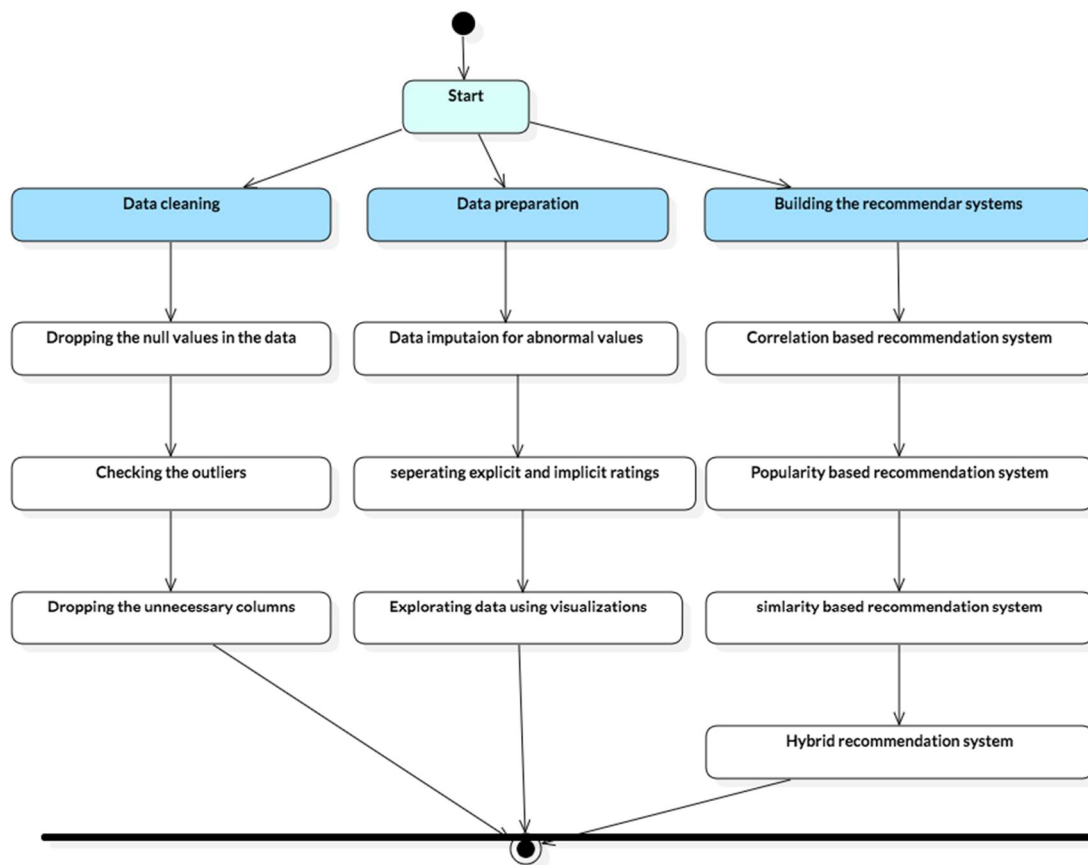 Start
Data cleaning
Data preparation
Building the recommendar systems
Dropping the null values in the data
Data imputaion for abnormal values
Correlation based recommendation system
Checking the outliers
seperating explicit and implicit ratings
Popularity based recommendation system
Dropping the unnecessary columns
Explorating data using visualizations
simlarity based recommendation system
Hybrid recommendation system